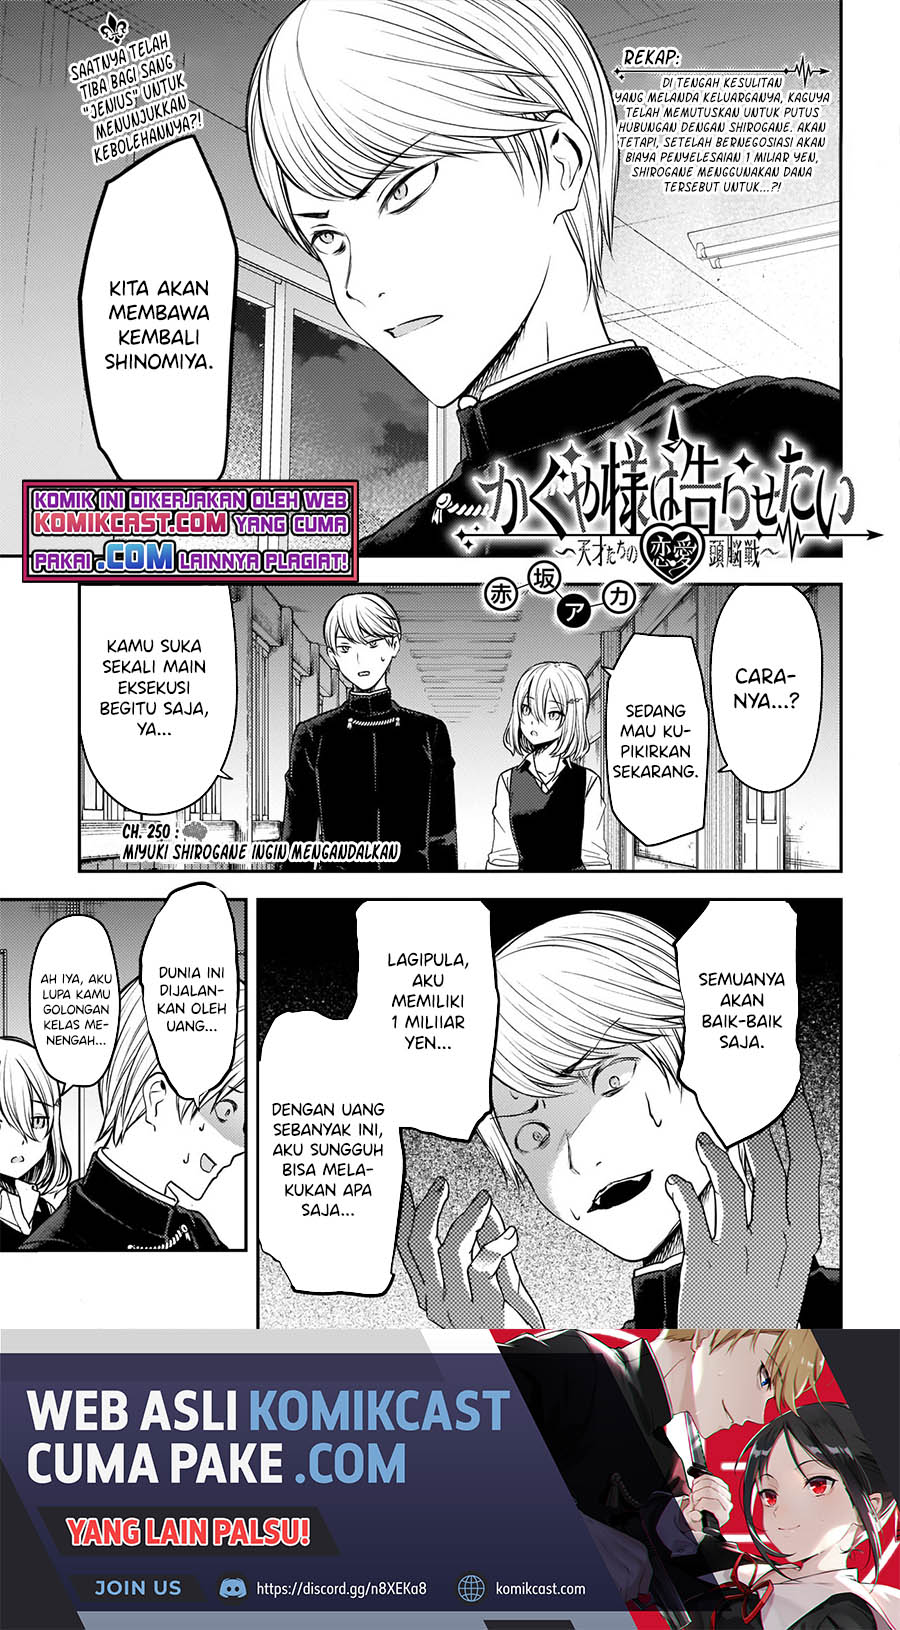 REKAP:
DI TENGAH KESULITAN
YANG MELANDA KELUARGANYA, KAGUYA
TELAH MEMUTUSKAN UNTUK PUTUS
HUBUNGAN DENGAN SHIROGANE. AKAN
TETAPI, SETELAH BERNEGOSIASI AKAN
BIAYA PENYELESAIAN 1 MILIAR YEN,
SHIROGANE MENGGUNAKAN DANA
TERSEBUT UNTUK...?!
SAATNYA TELAH
TIBA BAGI SANG
"JENIUS" UNTUK
MENUNJUKKAN
KEBOLEHANNYA?!
KITA AKAN
MEMBAWA
KEMBALI
SHINOMIYA.
かぐや様は告らせたい
～天才たちの恋愛頭脳戦～
赤坂アカ
KOMIK INI DIKERJAKAN OLEH WEB
KOMIKCAST.COM YANG CUMA
PAKAI .COM LAINNYA PLAGIAT!
CARA-
NYA...?
SEDANG
MAU KU-
PIKIRKAN
SEKARANG.
KAMU SUKA
SEKALI MAIN
EKSEKUSI
BEGITU SAJA,
YA...
CH. 250 :
MIYUKI SHIROGANE INGIN MENGANDALKAN
SEMUANYA
AKAN
BAIK-BAIK
SAJA.
LAGIPULA,
AKU
MEMILIKI
1 MILIIAR
YEN...
DENGAN UANG
SEBANYAK INI,
AKU SUNGGUH
BISA MELA-
KUKAN APA
SAJA...
DUNIA INI
DIJALAN-
KAN OLEH
UANG...
AH IYA, AKU
LUPA KAMU
GOLONGAN
KELAS ME-
NENGAH...
WEB ASLI KOMIKCAST
CUMA PAKE .COM
YANG LAIN PALSU!
JOIN US https://discord.gg/n8XEKa8 komikcast.com